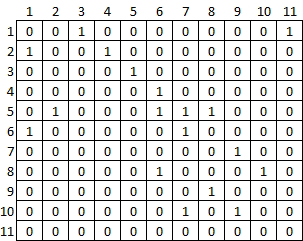 1 2 3 4 5 6 7 8 9 10 11
1 0 0 1 0 0 0 0 0 0 0 1
2 1 0 0 1 0 0 0 0 0 0 0
3 0 0 0 0 1 0 0 0 0 0 0
4 0 0 0 0 0 1 0 0 0 0 0
5 0 1 0 0 0 1 1 1 0 0 0
6 1 0 0 0 0 0 1 0 0 0 0
7 0 0 0 0 0 0 0 0 1 0 0
8 0 0 0 0 0 1 0 0 0 1 0
9 0 0 0 0 0 0 0 1 0 0 0
10 0 0 0 0 0 0 1 0 1 0 0
11 0 0 0 0 0 0 0 0 0 0 0